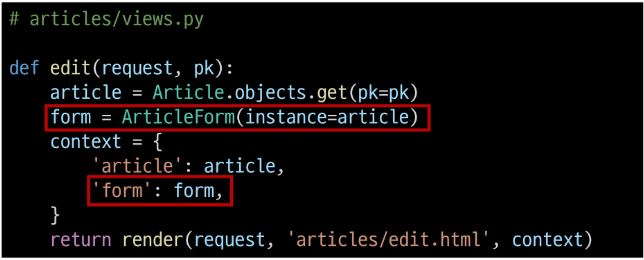 # articles/views.py

def edit(request, pk):
    article = Article.objects.get(pk=pk)
    form = ArticleForm(instance=article)
    context = {
        'article': article,
        'form': form,
    }
    return render(request, 'articles/edit.html', context)